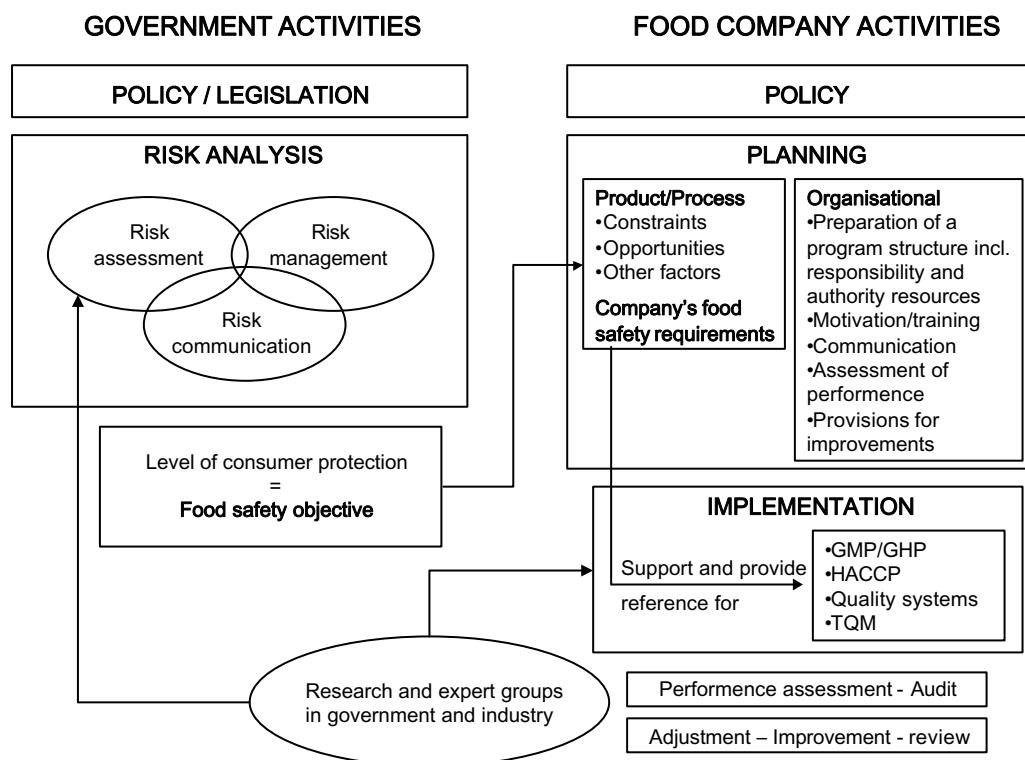 GOVERNMENT ACTIVITIES
POLICY / LEGISLATION
RISK ANALYSIS
Risk
assessment
Risk
management
Risk
communication
Level of consumer protection
=
Food safety objective
Research and expert groups
in government and industry
FOOD COMPANY ACTIVITIES
POLICY
PLANNING
Product/Process
•Constraints
•Opportunities
•Other factors
Company's food
safety requirements
Organisational
•Preparation of a
program structure incl.
responsibility and
authority resources
•Motivation/training
•Communication
•Assessment of
performence
•Provisions for
improvements
IMPLEMENTATION
Support and provide
reference for
•GMP/GHP
•HACCP
•Quality systems
•TQM
Performence assessment - Audit
Adjustment – Improvement - review